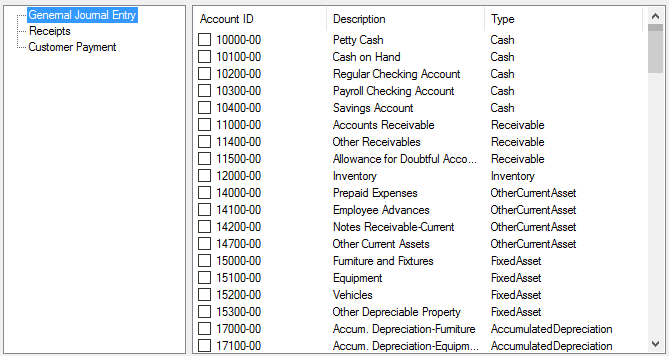 Genernal Journal Entry
Receipts
Customer Payment
Account ID Description Type
10000-00 Petty Cash Cash
10100-00 Cash on Hand Cash
10200-00 Regular Checking Account Cash
10300-00 Payroll Checking Account Cash
10400-00 Savings Account Cash
11000-00 Accounts Receivable Receivable
11400-00 Other Receivables Receivable
11500-00 Allowance for Doubtful Acco... Receivable
12000-00 Inventory Inventory
14000-00 Prepaid Expenses OtherCurrentAsset
14100-00 Employee Advances OtherCurrentAsset
14200-00 Notes Receivable-Current OtherCurrentAsset
14700-00 Other Current Assets OtherCurrentAsset
15000-00 Furniture and Fixtures FixedAsset
15100-00 Equipment FixedAsset
15200-00 Vehicles FixedAsset
15300-00 Other Depreciable Property FixedAsset
17000-00 Accum. Depreciation-Furniture AccumulatedDepreciation
17100-00 Accum. Depreciation-Equipm... AccumulatedDepreciation